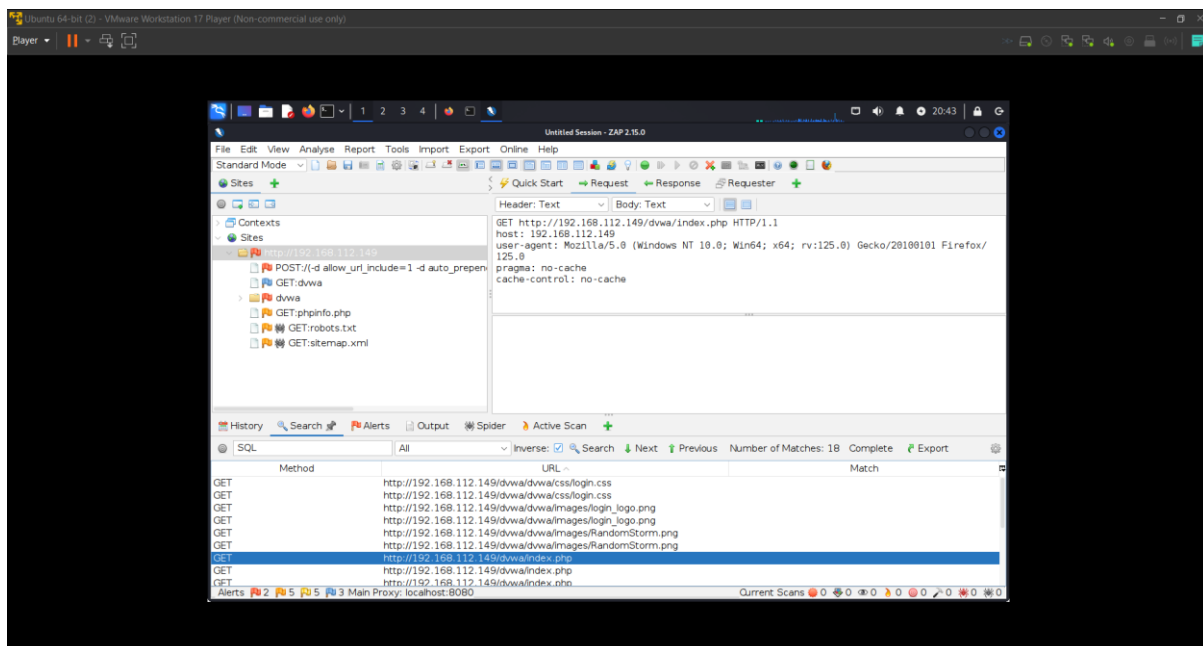 Ubuntu 64-bit (2) - VMware Workstation 17 Player (Non-commercial use only)
Player
1 2 3 4 20:43
Untitled Session - ZAP 2.15.0
File Edit View Analyse Report Tools Import Export Online Help
Standard Mode
Sites
Quick Start Request Response Requester
Header: Text Body: Text
Contexts
Sites
http://192.168.112.149
POST:/(-d allow_url_include=1 -d auto_prepen
GET:dvwa
dvwa
GET:phpinfo.php
GET:robots.txt
GET:sitemap.xml
GET http://192.168.112.149/dvwa/index.php HTTP/1.1
host: 192.168.112.149
user-agent: Mozilla/5.0 (Windows NT 10.0; Win64; x64; rv:125.0) Gecko/20100101 Firefox/
125.0
pragma: no-cache
cache-control: no-cache
History Search Alerts Output Spider Active Scan
SQL All Inverse: Search Next Previous Number of Matches: 18 Complete Export
Method URL Match
GET http://192.168.112.149/dvwa/dvwa/css/login.css
GET http://192.168.112.149/dvwa/dvwa/css/login.css
GET http://192.168.112.149/dvwa/dvwa/images/login_logo.png
GET http://192.168.112.149/dvwa/dvwa/images/login_logo.png
GET http://192.168.112.149/dvwa/dvwa/images/RandomStorm.png
GET http://192.168.112.149/dvwa/dvwa/images/RandomStorm.png
GET http://192.168.112.149/dvwa/index.php
GET http://192.168.112.149/dvwa/index.php
GET http://192.168.112.149/dvwa/index.php
Alerts 2 5 5 3 Main Proxy: localhost:8080 Current Scans 0 0 0 0 0 0 0 0